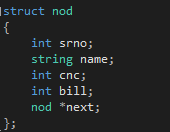 struct nod
{
    int srno;
    string name;
    int cnc;
    int bill;
    nod *next;
};